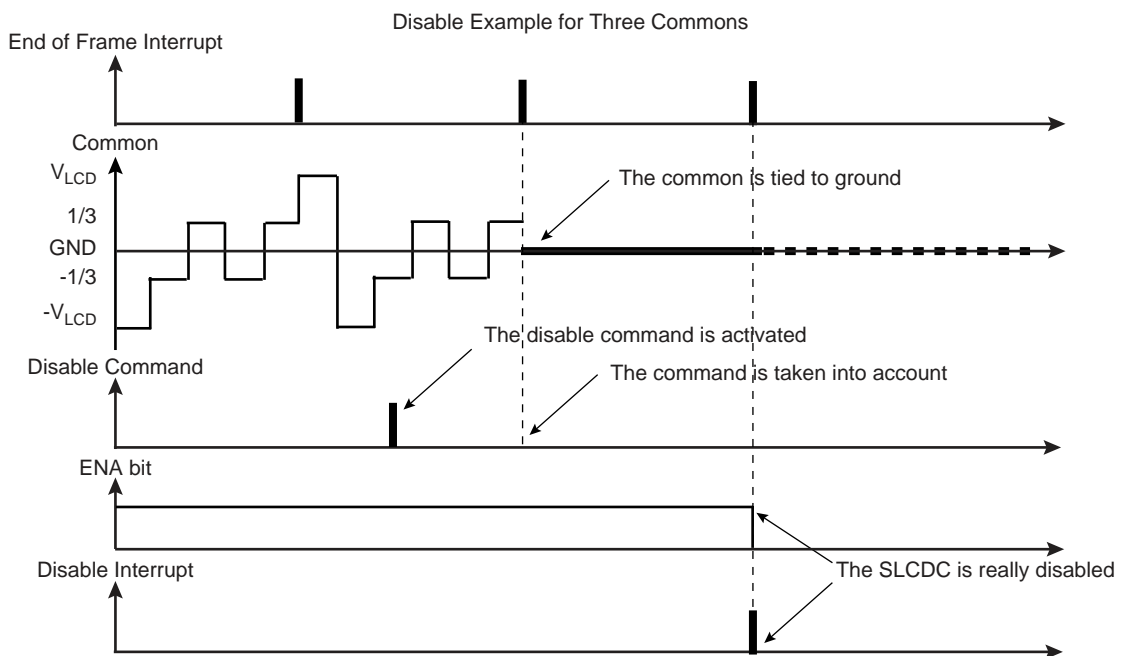 Disable Example for Three Commons
End of Frame Interrupt
Common
VLCD
The common is tied to ground
1/3
GND
-1/3
-VLCD
The disable command is activated
Disable Command
The command is taken into account
ENA bit
Disable Interrupt
The SLCDC is really disabled